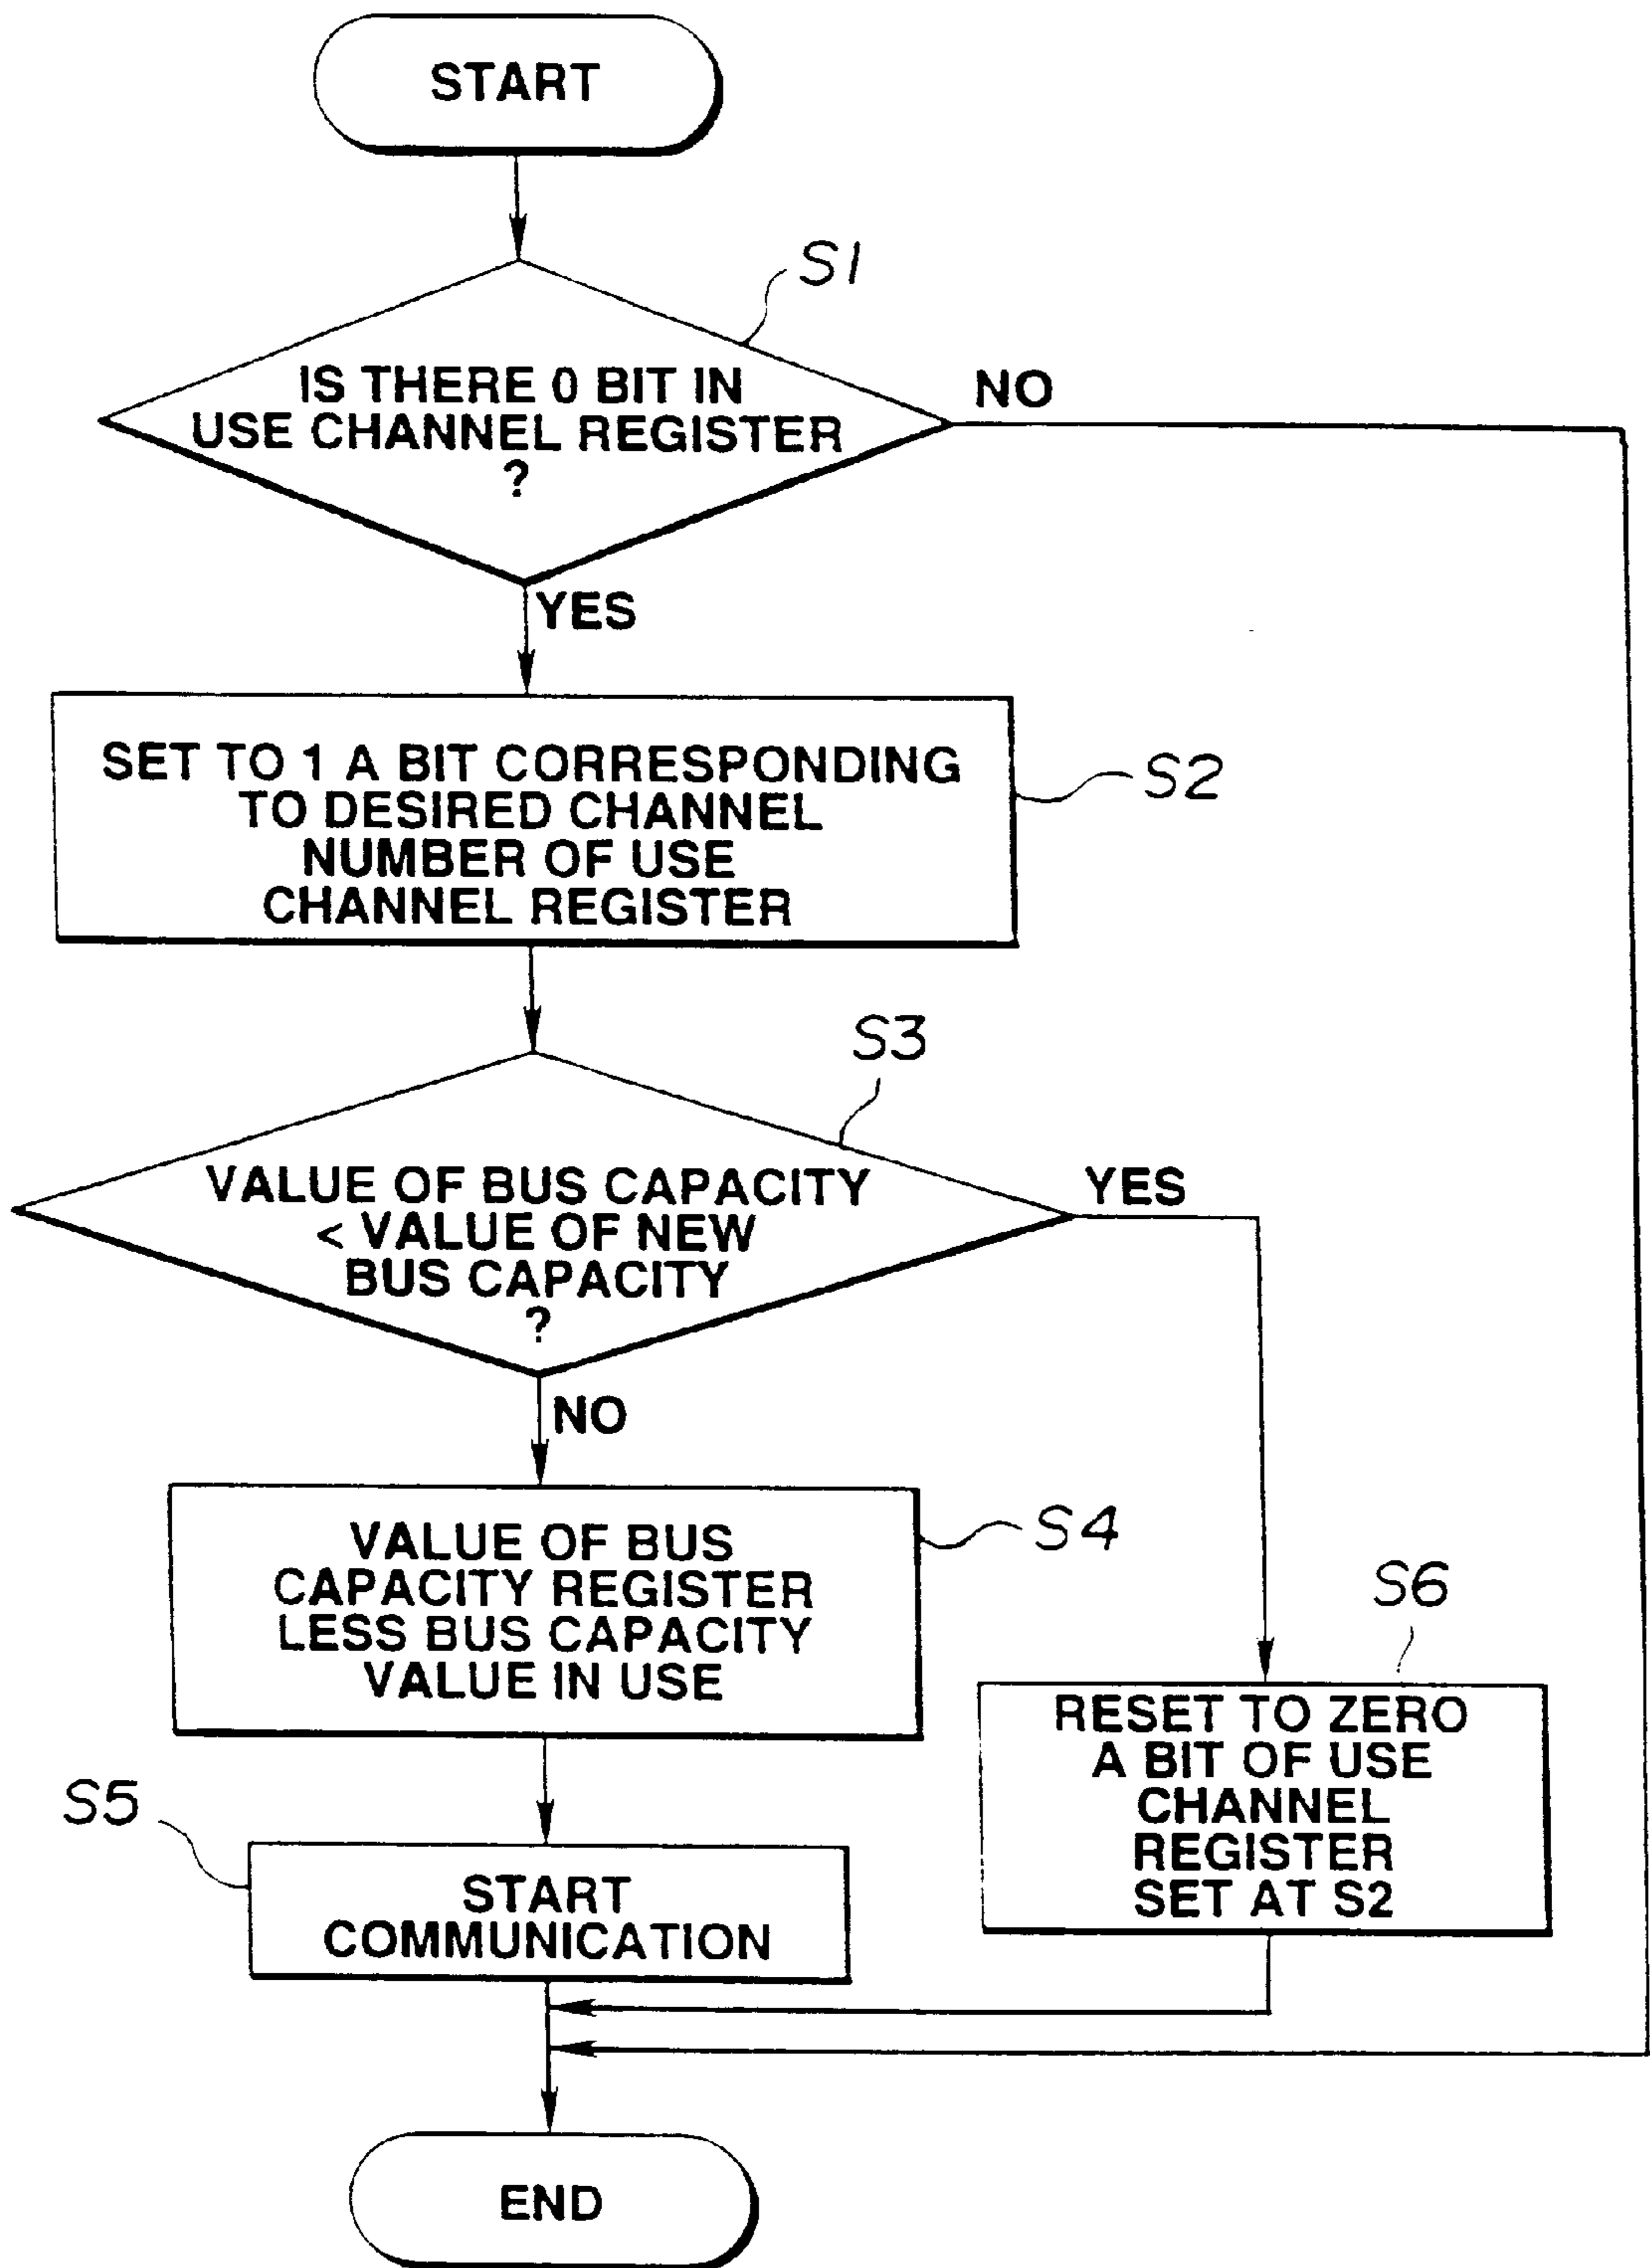 START
S1
IS THERE 0 BIT IN
USE CHANNEL REGISTER
?
NO
YES
SET TO 1 A BIT CORRESPONDING
TO DESIRED CHANNEL
NUMBER OF USE
CHANNEL REGISTER
S2
S3
VALUE OF BUS CAPACITY
< VALUE OF NEW
BUS CAPACITY
?
YES
NO
VALUE OF BUS
CAPACITY REGISTER
LESS BUS CAPACITY
VALUE IN USE
S4
S6
RESET TO ZERO
A BIT OF USE
CHANNEL
REGISTER
SET AT S2
S5
START
COMMUNICATION
END